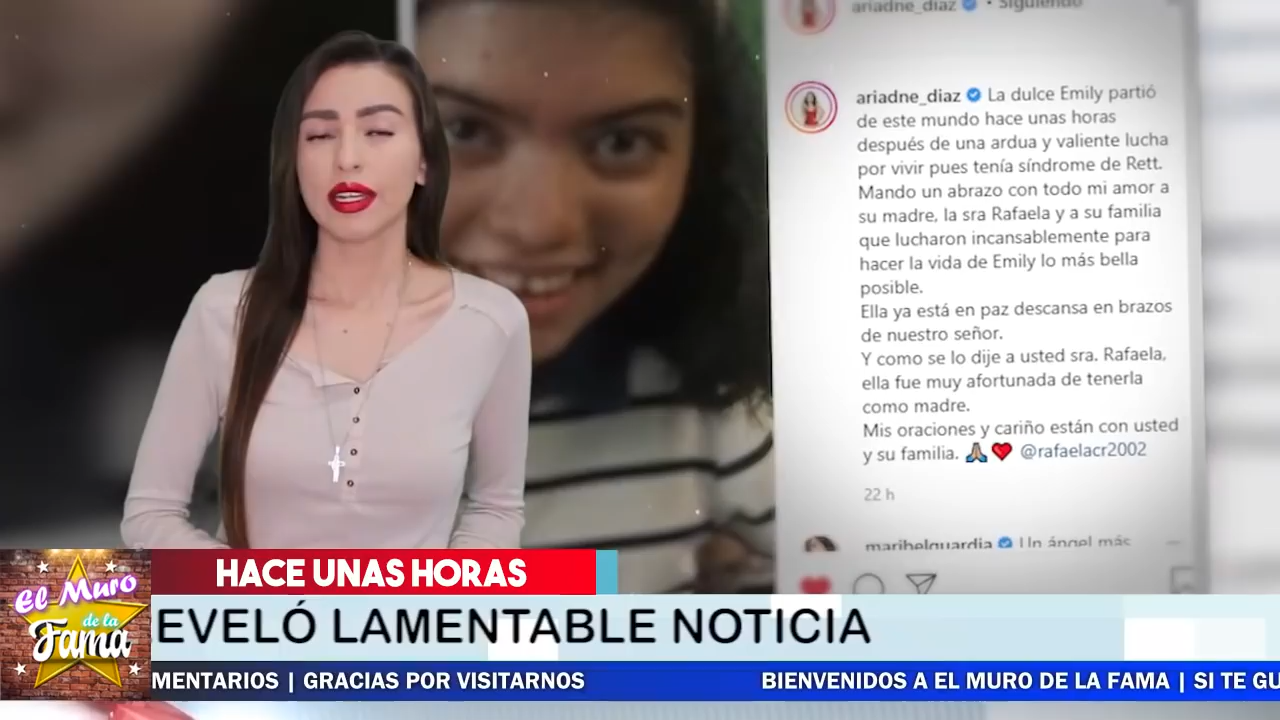 ariadne_diaz • Siguiendo
ariadne_diaz La dulce Emily partió
de este mundo hace unas horas
después de una ardua y valiente lucha
por vivir pues tenía síndrome de Rett.
Mando un abrazo con todo mi amor a
su madre, la sra Rafaela y a su familia
que lucharon incansablemente para
hacer la vida de Emily lo más bella
posible.
Ella ya está en paz descansa en brazos
de nuestro señor.
Y como se lo dije a usted sra. Rafaela,
ella fue muy afortunada de tenerla
como madre.
Mis oraciones y cariño están con usted
y su familia. 🙏🏼❤️ @rafaelacr2002
22 h
maribelguardia Un ángel más
HACE UNAS HORAS
EVELÓ LAMENTABLE NOTICIA
El Muro
de la
Fama
MENTARIOS | GRACIAS POR VISITARNOS
BIENVENIDOS A EL MURO DE LA FAMA | SI TE GU